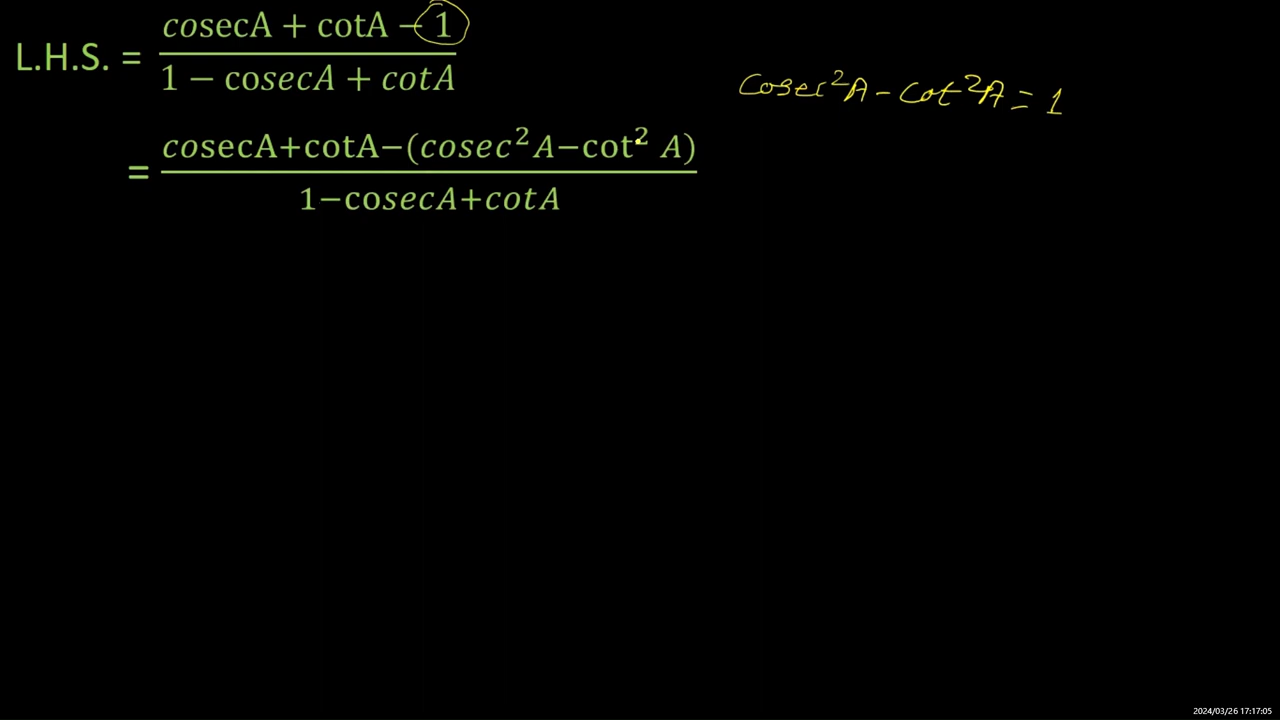 L.H.S. = cosecA + cotA − 1
1 − cosecA + cotA
cosec²A − cot²A = 1
= cosecA+cotA−(cosec²A−cot² A)
1−cosecA+cotA
2024/03/26 17:17:05